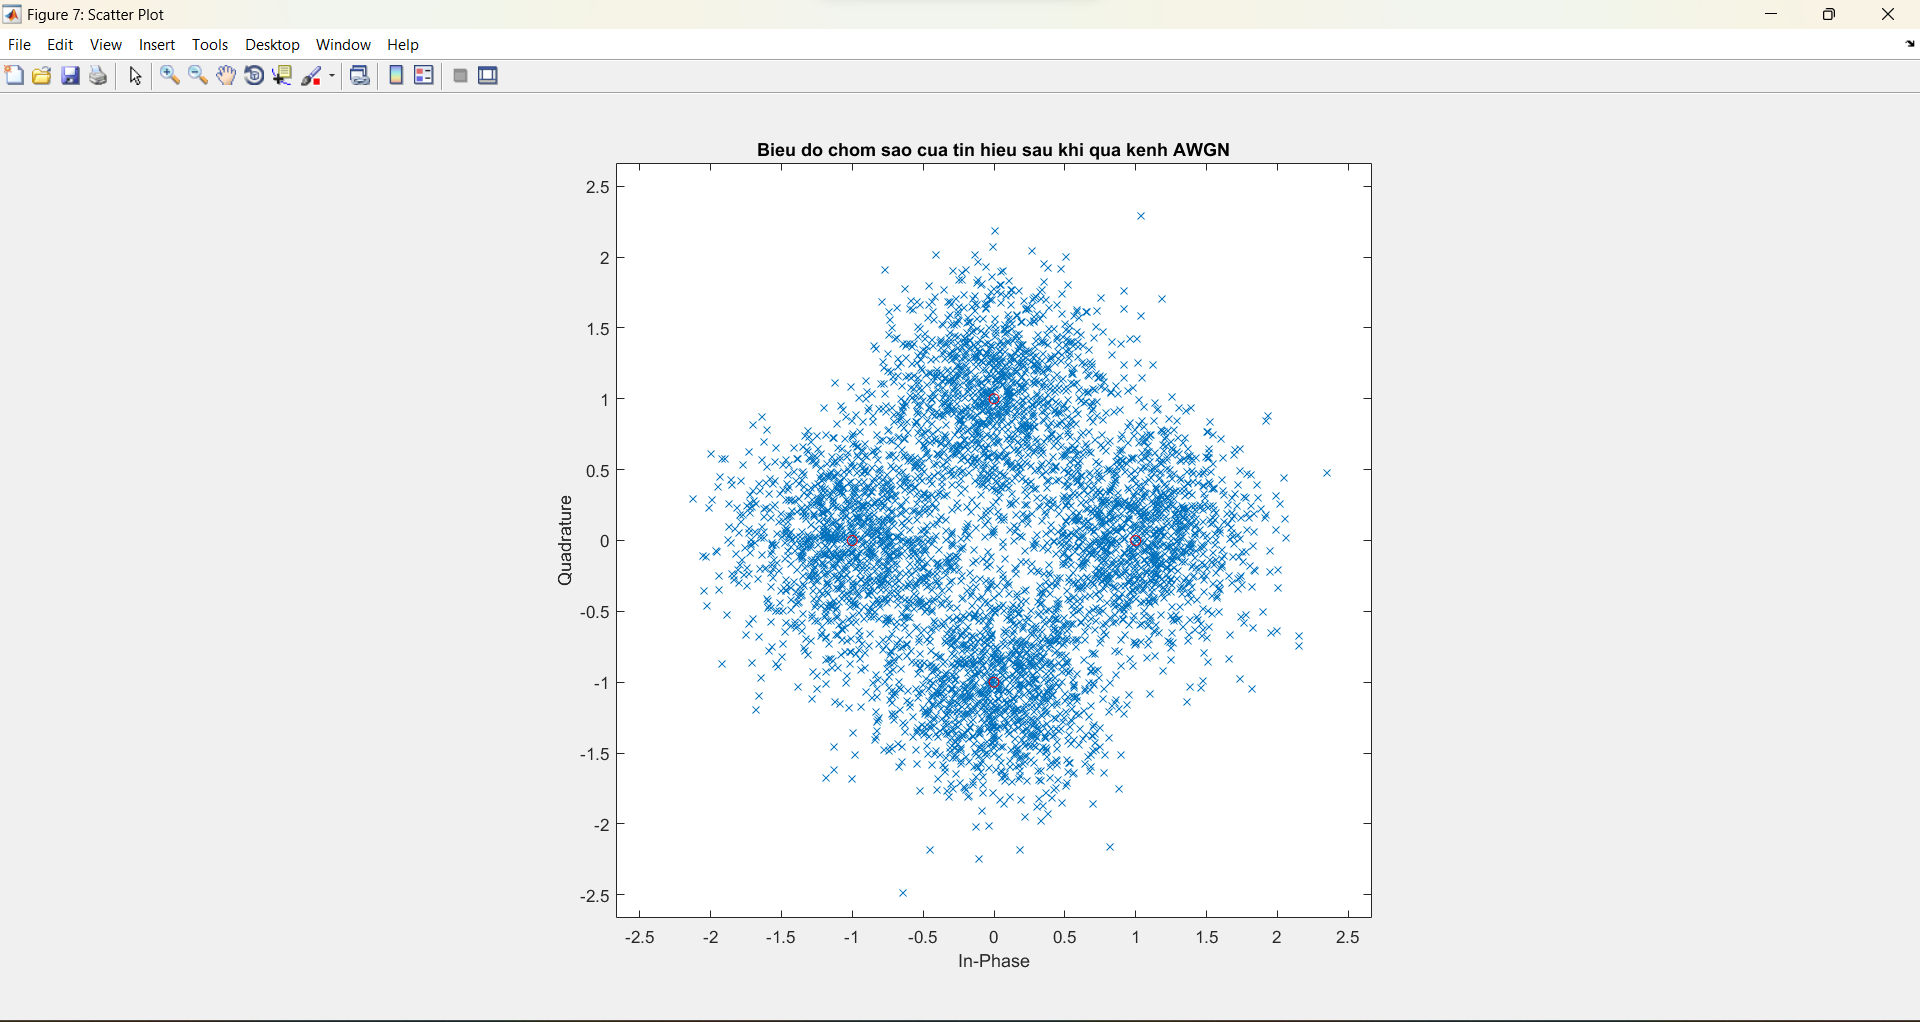 Figure 7: Scatter Plot
File Edit View Insert Tools Desktop Window Help
Bieu do chom sao cua tin hieu sau khi qua kenh AWGN
2.5
2
1.5
1
0.5
0
-0.5
-1
-1.5
-2
-2.5
Quadrature
-2.5 -2 -1.5 -1 -0.5 0 0.5 1 1.5 2 2.5
In-Phase